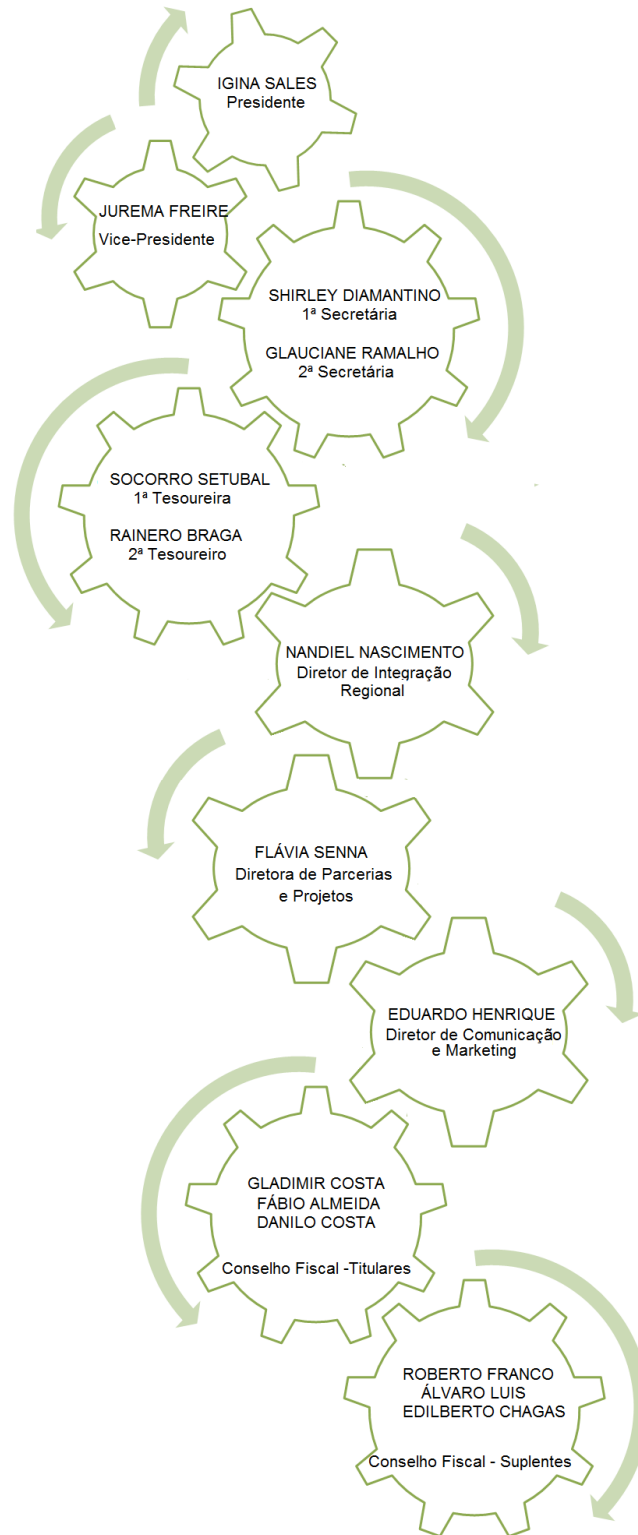 IGINA SALES
Presidente
JUREMA FREIRE
Vice-Presidente
SHIRLEY DIAMANTINO
1ª Secretária
GLAUCIANE RAMALHO
2ª Secretária
SOCORRO SETUBAL
1ª Tesoureira
RAINERO BRAGA
2ª Tesoureiro
NANDIEL NASCIMENTO
Diretor de Integração
Regional
FLÁVIA SENNA
Diretora de Parcerias
e Projetos
EDUARDO HENRIQUE
Diretor de Comunicação
e Marketing
GLADIMIR COSTA
FÁBIO ALMEIDA
DANILO COSTA
Conselho Fiscal -Titulares
ROBERTO FRANCO
ÁLVARO LUIS
EDILBERTO CHAGAS
Conselho Fiscal - Suplentes